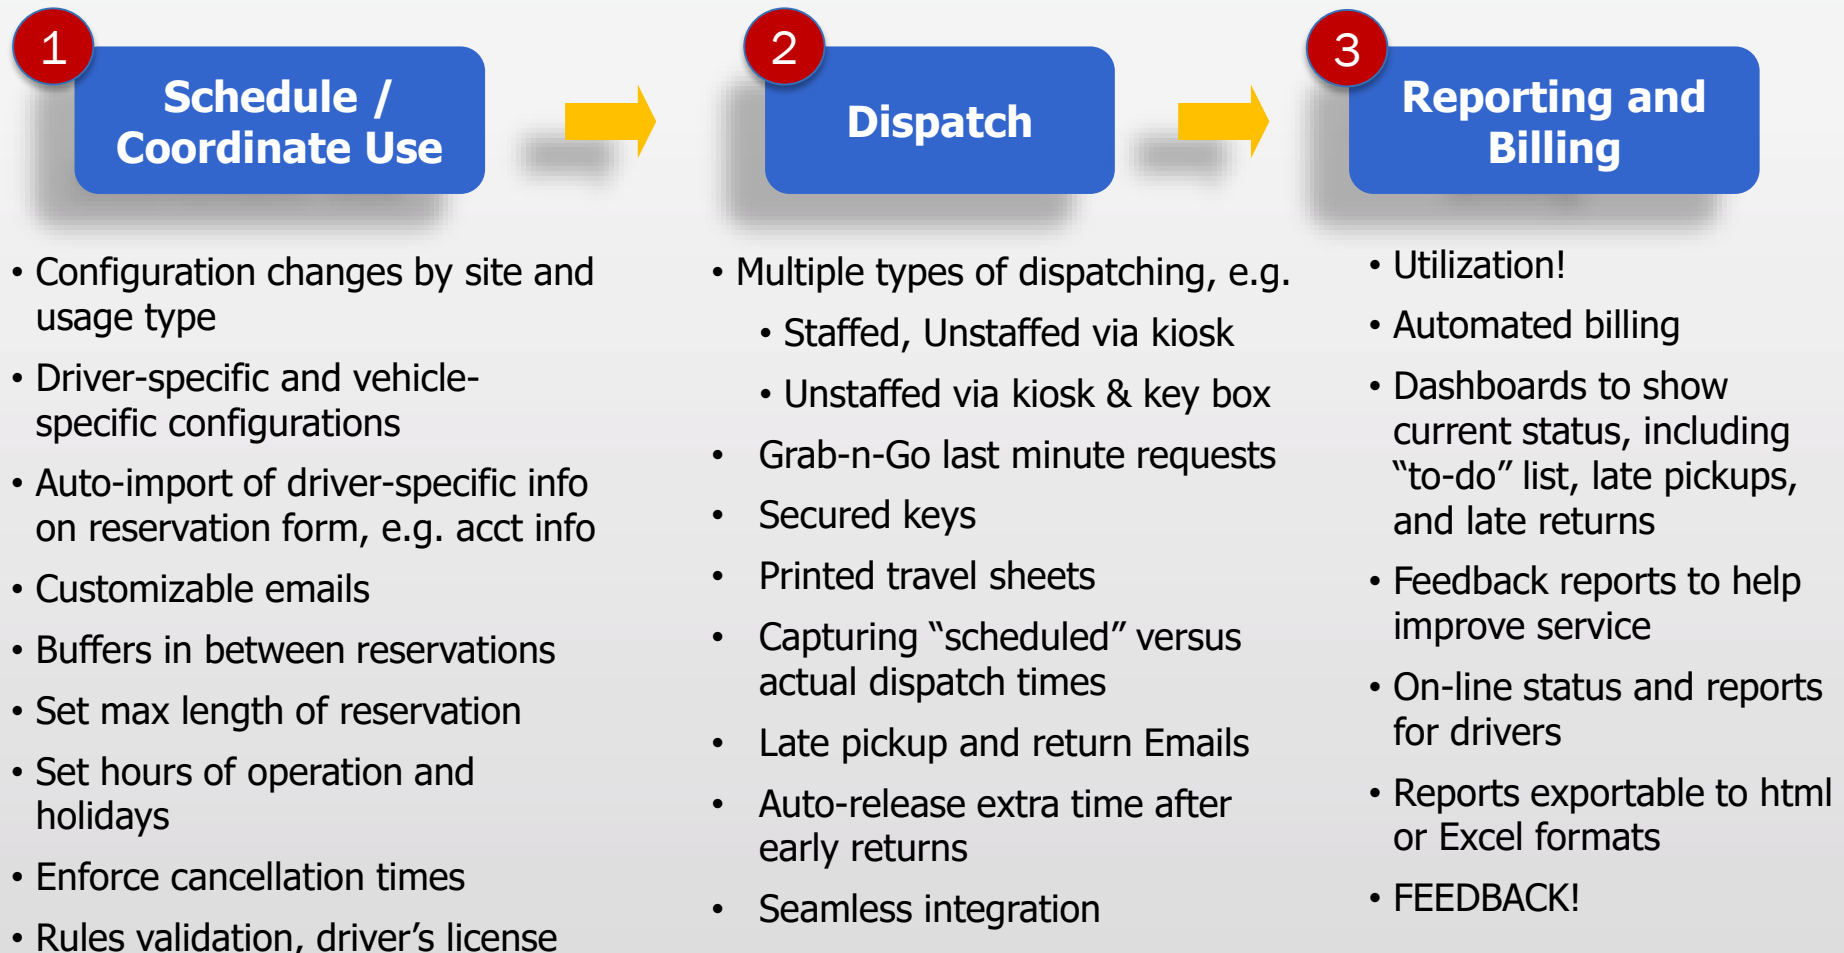 1
Schedule /
Coordinate Use
• Configuration changes by site and
usage type
• Driver-specific and vehicle-
specific configurations
• Auto-import of driver-specific info
on reservation form, e.g. acct info
• Customizable emails
• Buffers in between reservations
• Set max length of reservation
• Set hours of operation and
holidays
• Enforce cancellation times
• Rules validation, driver’s license
2
Dispatch
• Multiple types of dispatching, e.g.
• Staffed, Unstaffed via kiosk
• Unstaffed via kiosk & key box
• Grab-n-Go last minute requests
• Secured keys
• Printed travel sheets
• Capturing “scheduled” versus
actual dispatch times
• Late pickup and return Emails
• Auto-release extra time after
early returns
• Seamless integration
3
Reporting and
Billing
• Utilization!
• Automated billing
• Dashboards to show
current status, including
“to-do” list, late pickups,
and late returns
• Feedback reports to help
improve service
• On-line status and reports
for drivers
• Reports exportable to html
or Excel formats
• FEEDBACK!